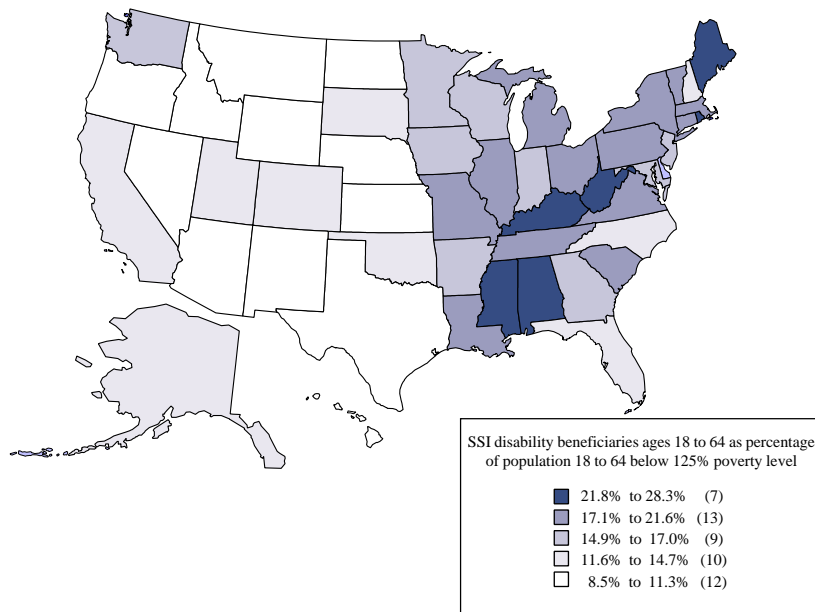 SSI disability beneficiaries ages 18 to 64 as percentage
of population 18 to 64 below 125% poverty level
21.8% to 28.3% (7)
17.1% to 21.6% (13)
14.9% to 17.0% (9)
11.6% to 14.7% (10)
8.5% to 11.3% (12)